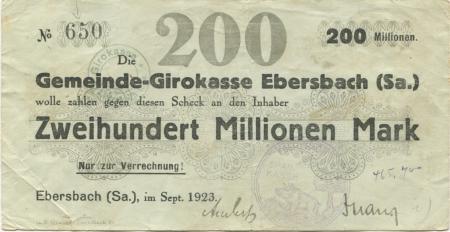 № 650
200
200 Millionen.
Die
Gemeinde-Girokasse Ebersbach (Sa.)
wolle zahlen gegen diesen Scheck an den Inhaber
Zweihundert Millionen Mark
Nur zur Verrechnung!
Ebersbach (Sa.), im Sept. 1923.